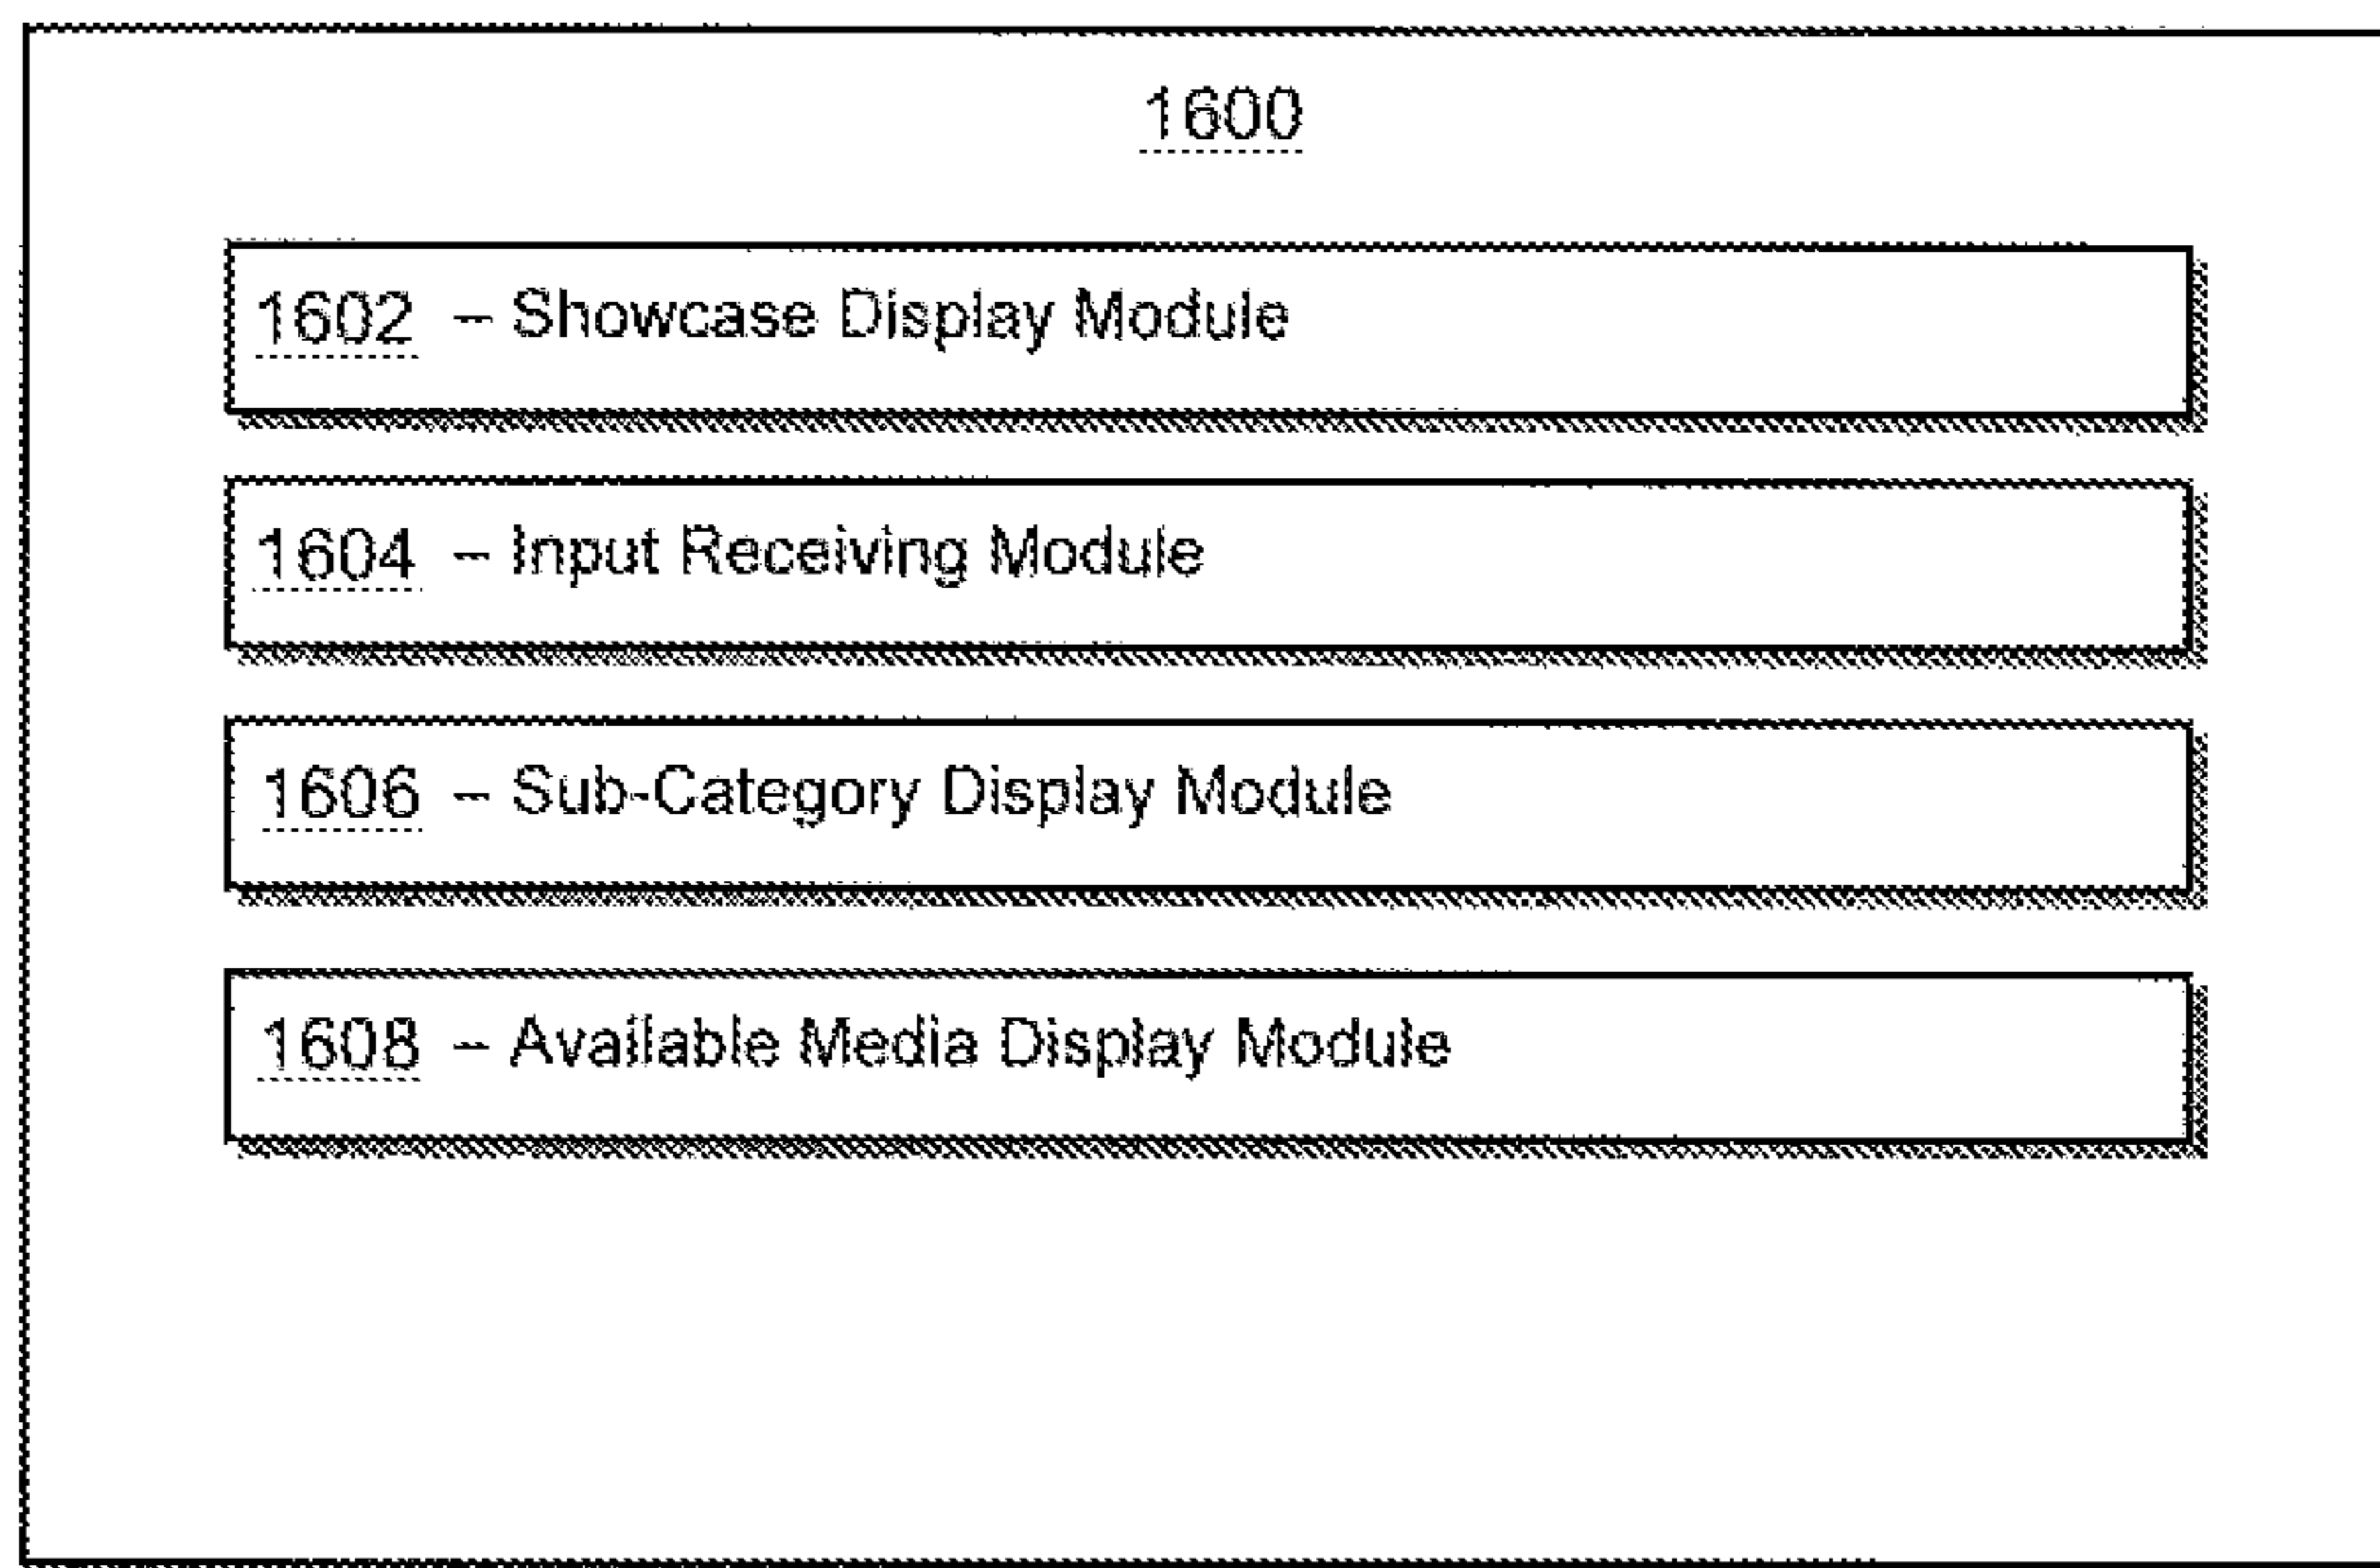 1600
1602 – Showcase Display Module
1604 – Input Receiving Module
1606 – Sub-Category Display Module
1608 – Available Media Display Module